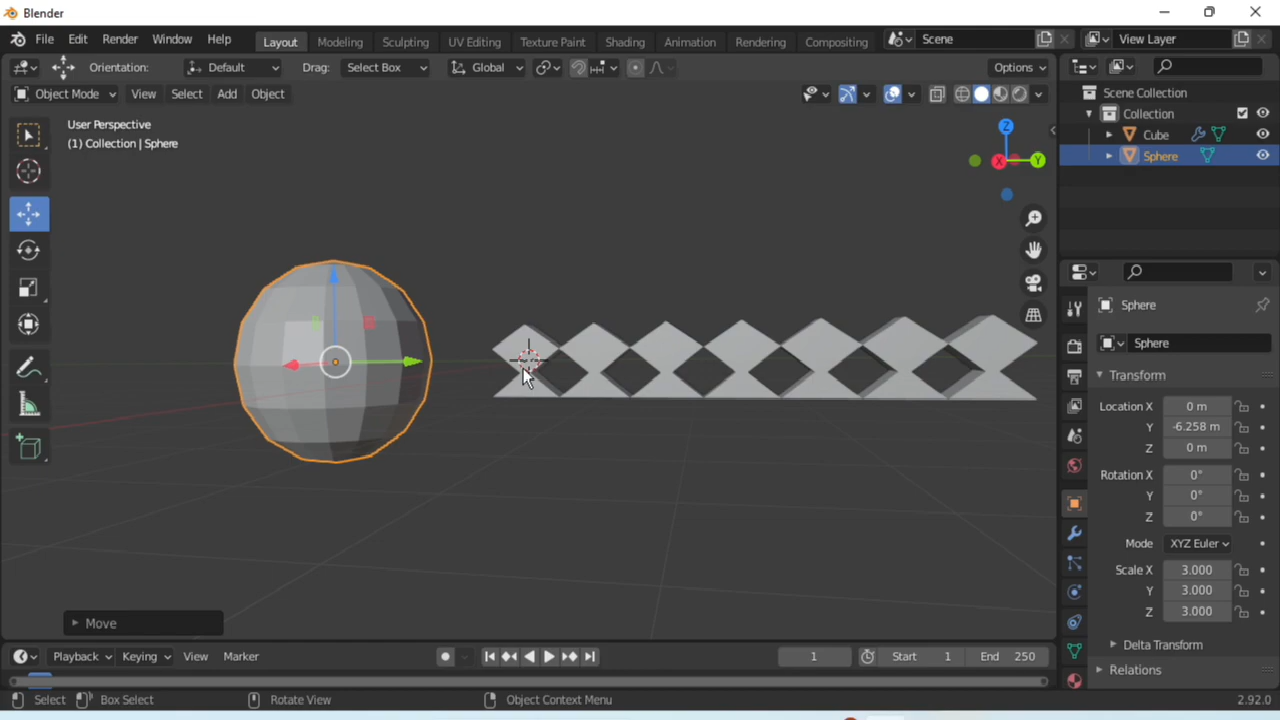 Blender
File Edit Render Window Help Layout Modeling Sculpting UV Editing Texture Paint Shading Animation Rendering Compositing Scene View Layer
Orientation: Default Drag: Select Box Global Options
Object Mode View Select Add Object
Scene Collection
Collection
Cube
Sphere
User Perspective
(1) Collection | Sphere
Z
X
Y
Sphere
Sphere
Transform
Location X 0 m
Y -6.258 m
Z 0 m
Rotation X 0°
Y 0°
Z 0°
Mode XYZ Euler
Scale X 3.000
Y 3.000
Z 3.000
Delta Transform
Relations
Move
Playback Keying View Marker 1 Start 1 End 250
Select Box Select Rotate View Object Context Menu 2.92.0